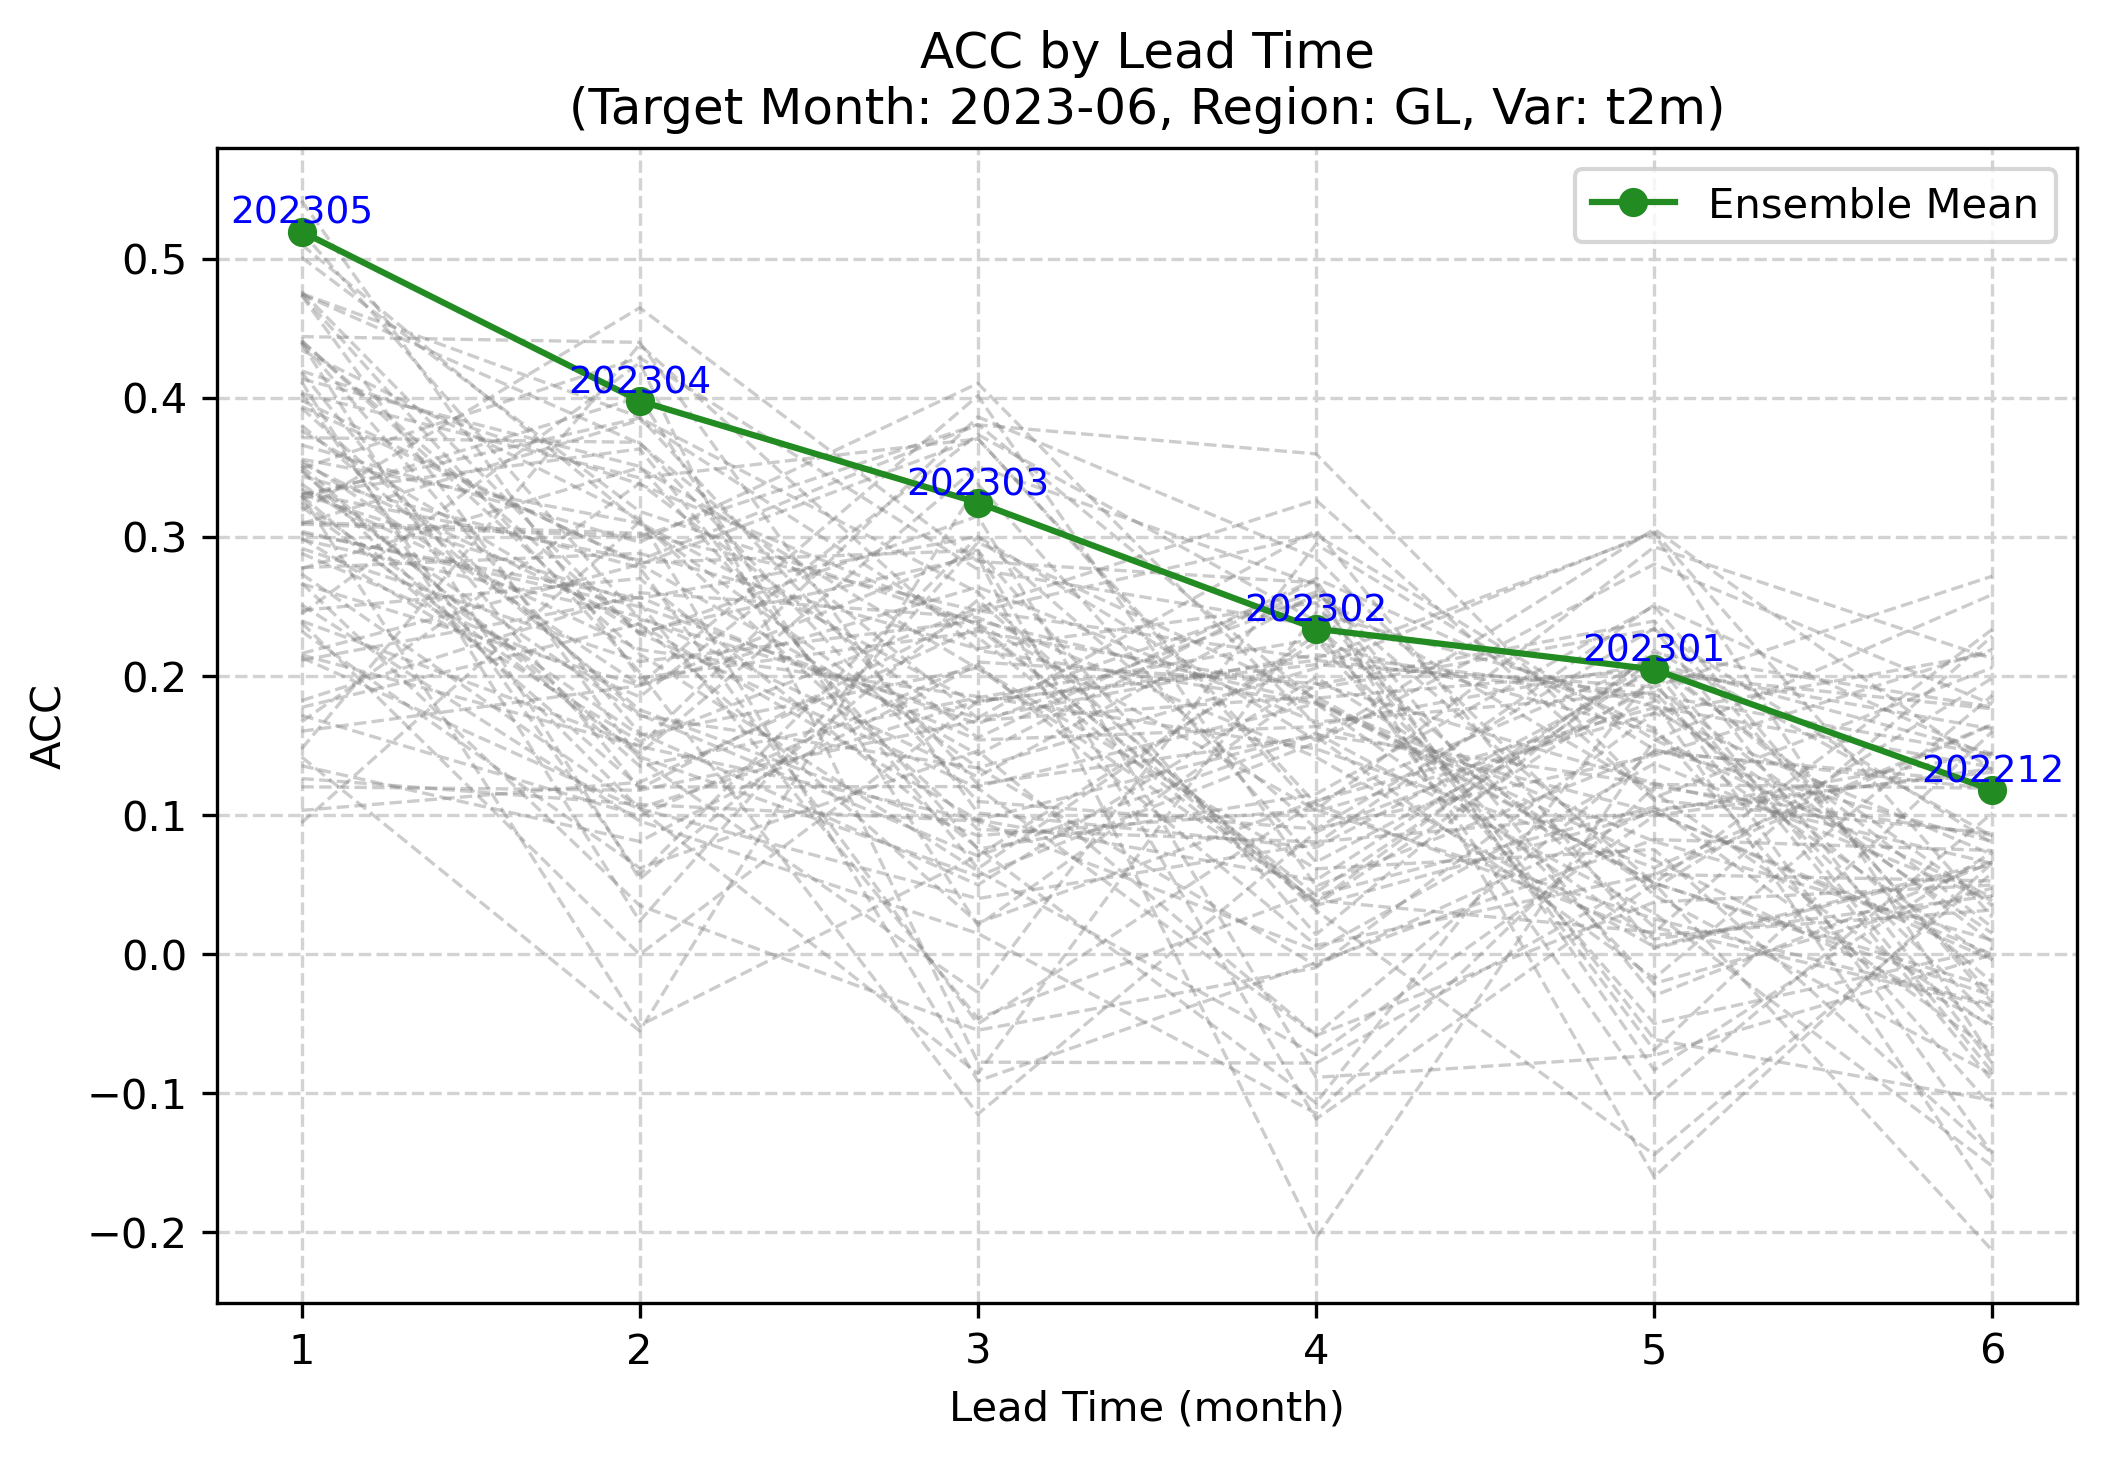 ACC by Lead Time
(Target Month: 2023-06, Region: GL, Var: t2m)
Ensemble Mean
202305
202304
202303
202302
202301
202212
ACC
0.5
0.4
0.3
0.2
0.1
0.0
−0.1
−0.2
1 2 3 4 5 6
Lead Time (month)